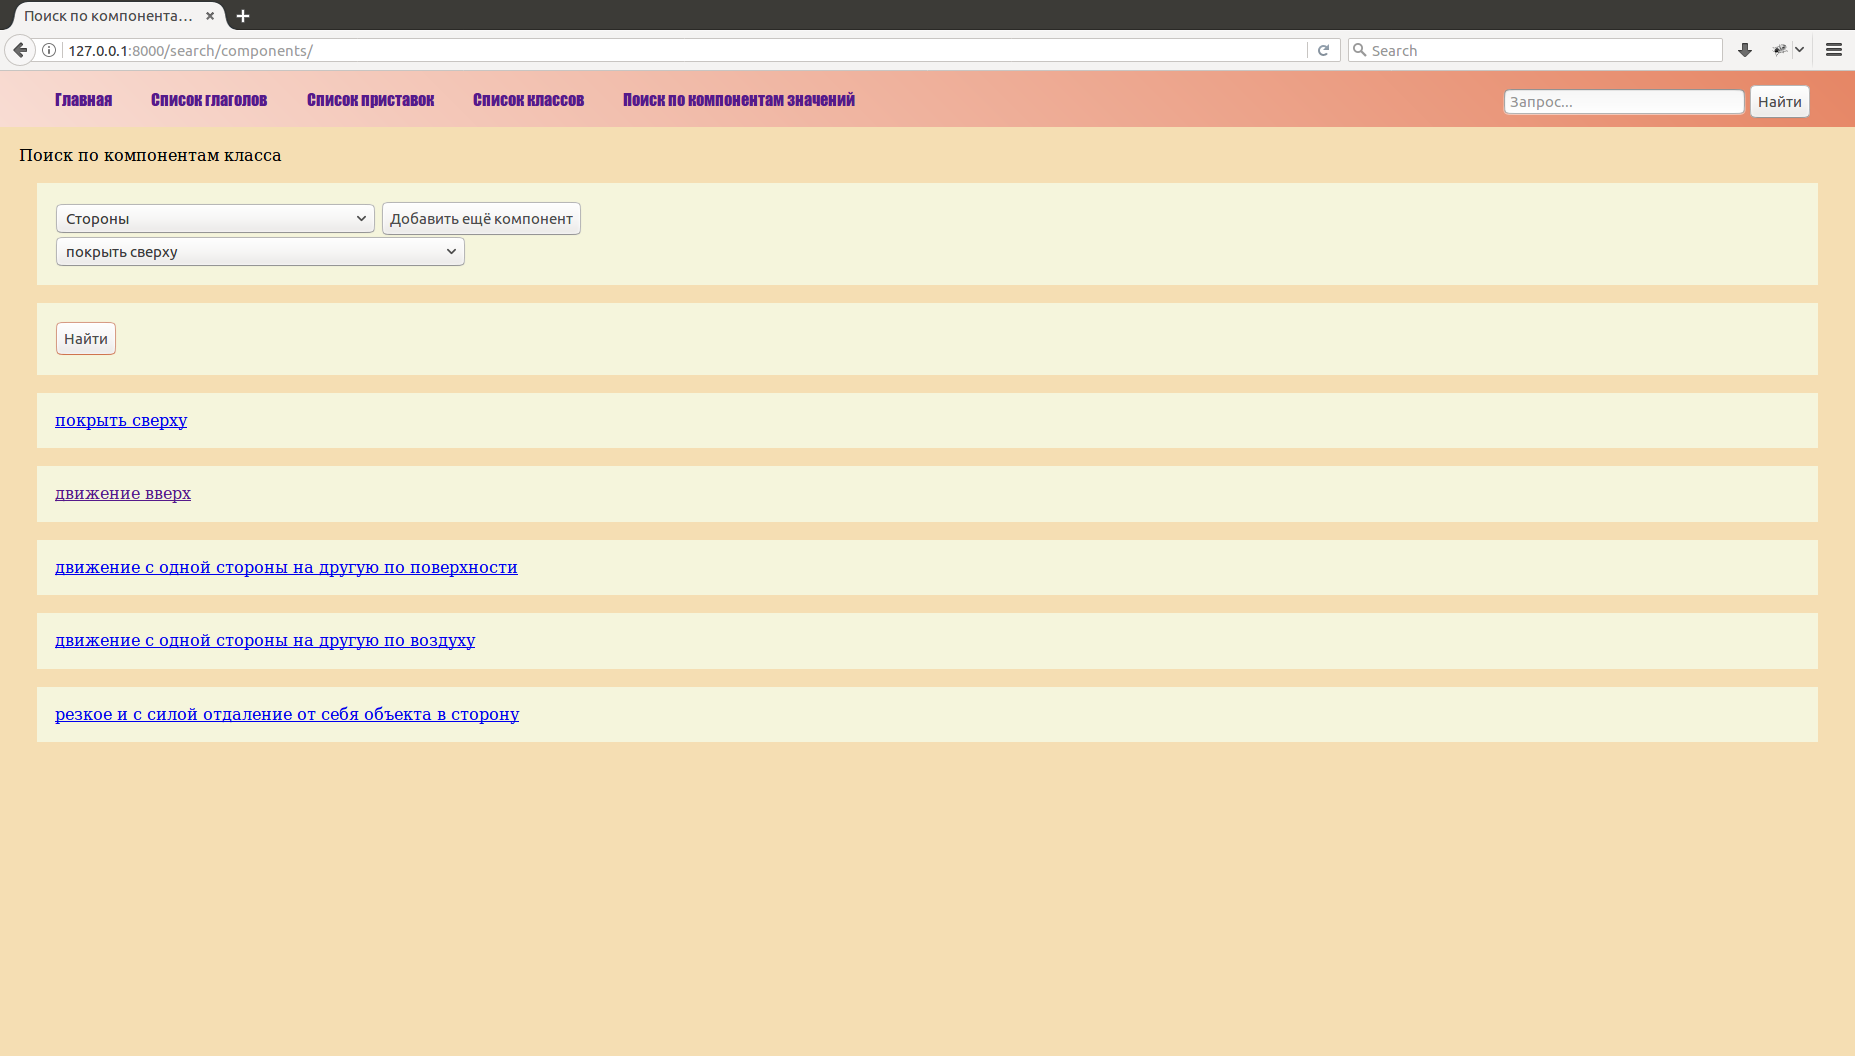 Поиск по компонента...
127.0.0.1:8000/search/components/ Search
Главная Список глаголов Список приставок Список классов Поиск по компонентам значений Запрос... Найти
Поиск по компонентам класса
Стороны Добавить ещё компонент
покрыть сверху
Найти
покрыть сверху
движение вверх
движение с одной стороны на другую по поверхности
движение с одной стороны на другую по воздуху
резкое и с силой отдаление от себя объекта в сторону